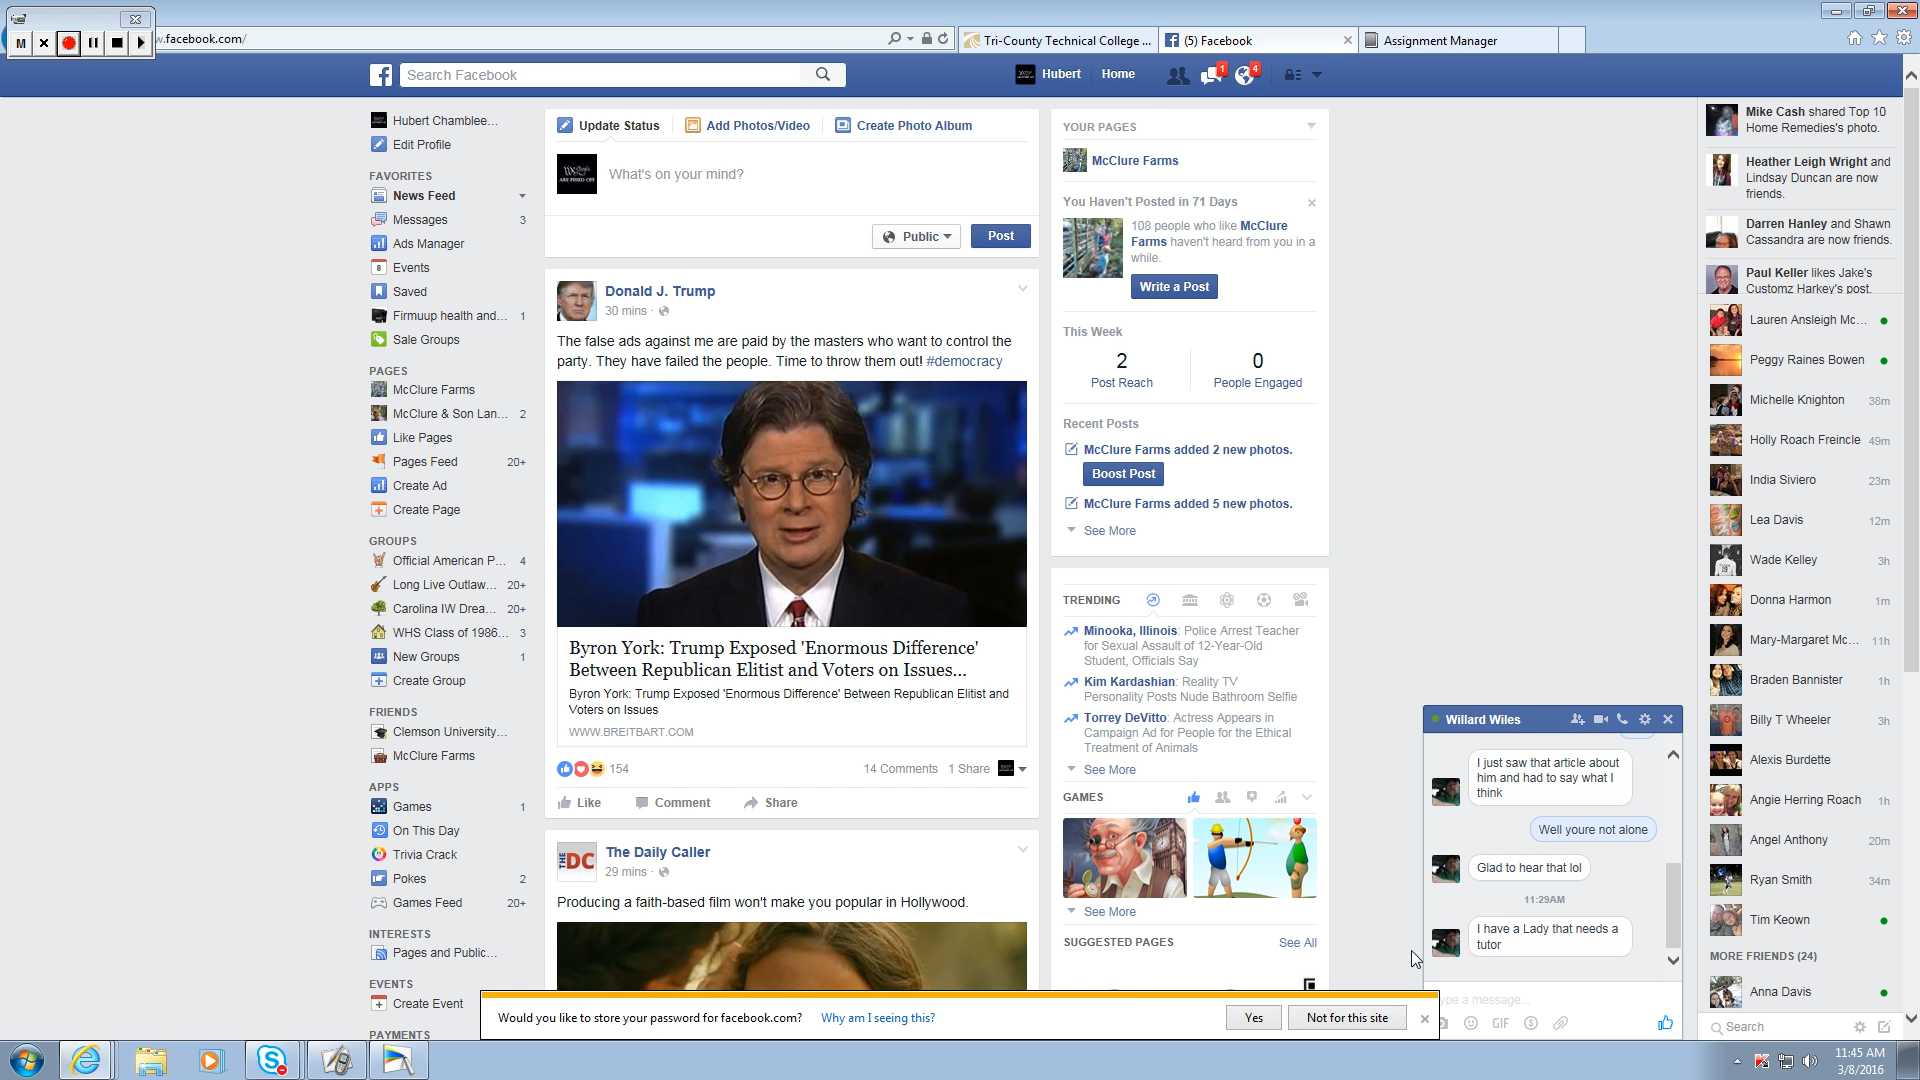 M
w.facebook.com/
Tri-County Technical College ...
(5) Facebook
Assignment Manager
Search Facebook
Hubert
Home
1
4
Hubert Chamblee...
Edit Profile
FAVORITES
News Feed
Messages 3
Ads Manager
Events
Saved
Firmuup health and... 1
Sale Groups
PAGES
McClure Farms
McClure & Son Lan... 2
Like Pages
Pages Feed 20+
Create Ad
Create Page
GROUPS
Official American P... 4
Long Live Outlaw... 20+
Carolina IW Drea... 20+
WHS Class of 1986... 3
New Groups 1
Create Group
FRIENDS
Clemson University...
McClure Farms
APPS
Games 1
On This Day
Trivia Crack
Pokes 2
Games Feed 20+
INTERESTS
Pages and Public...
EVENTS
Create Event
PAYMENTS
Update Status
Add Photos/Video
Create Photo Album
What's on your mind?
Public
Post
Donald J. Trump
30 mins ·
The false ads against me are paid by the masters who want to control the
party. They have failed the people. Time to throw them out! #democracy
Byron York: Trump Exposed 'Enormous Difference'
Between Republican Elitist and Voters on Issues...
Byron York: Trump Exposed 'Enormous Difference' Between Republican Elitist and
Voters on Issues
WWW.BREITBART.COM
154
14 Comments 1 Share
Like
Comment
Share
THE DC
The Daily Caller
29 mins ·
Producing a faith-based film won't make you popular in Hollywood.
YOUR PAGES
McClure Farms
You Haven't Posted in 71 Days
108 people who like McClure
Farms haven't heard from you in a
while.
Write a Post
This Week
2
Post Reach
0
People Engaged
Recent Posts
McClure Farms added 2 new photos.
Boost Post
McClure Farms added 5 new photos.
See More
TRENDING
Minooka, Illinois: Police Arrest Teacher
for Sexual Assault of 12-Year-Old
Student, Officials Say
Kim Kardashian: Reality TV
Personality Posts Nude Bathroom Selfie
Torrey DeVitto: Actress Appears in
Campaign Ad for People for the Ethical
Treatment of Animals
See More
GAMES
See More
SUGGESTED PAGES
See All
Mike Cash shared Top 10
Home Remedies's photo.
Heather Leigh Wright and
Lindsay Duncan are now
friends.
Darren Hanley and Shawn
Cassandra are now friends.
Paul Keller likes Jake's
Customz Harkey's post.
Lauren Ansleigh Mc...
Peggy Raines Bowen
Michelle Knighton 38m
Holly Roach Freincle 49m
India Siviero 23m
Lea Davis 12m
Wade Kelley 3h
Donna Harmon 1m
Mary-Margaret Mc... 11h
Braden Bannister 1h
Billy T Wheeler 3h
Alexis Burdette
Angie Herring Roach 1h
Angel Anthony 20m
Ryan Smith 34m
Tim Keown
MORE FRIENDS (24)
Anna Davis
Search
Willard Wiles
I just saw that article about
him and had to say what I
think
Well youre not alone
Glad to hear that lol
11:29AM
I have a Lady that needs a
tutor
ype a message...
GIF
Would you like to store your password for facebook.com?
Why am I seeing this?
Yes
Not for this site
11:45 AM
3/8/2016